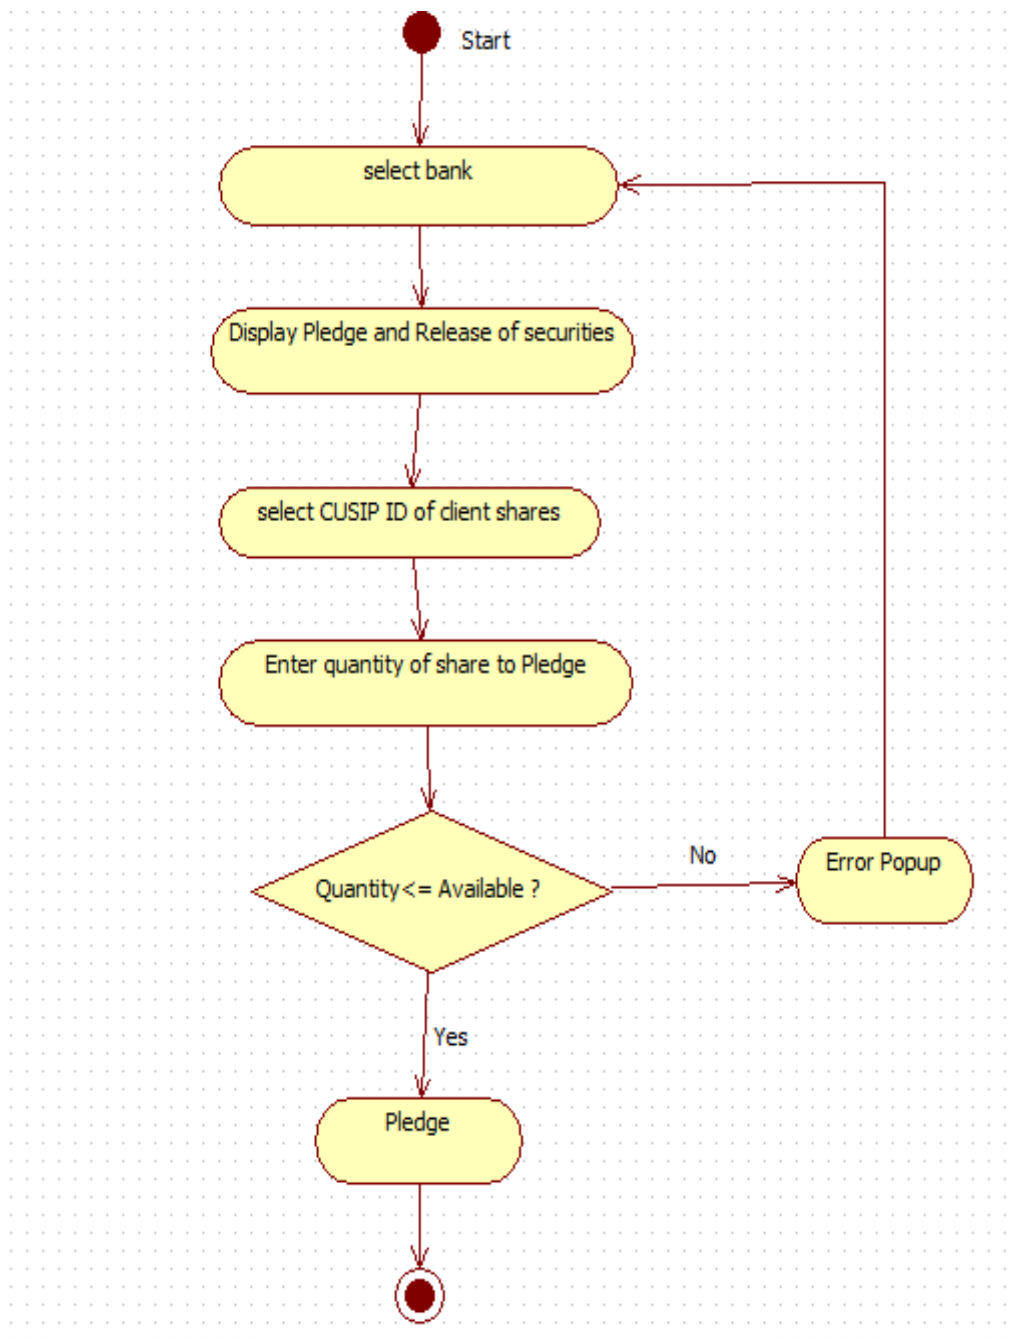 Start
select bank
Display Pledge and Release of securities
select CUSIP ID of client shares
Enter quantity of share to Pledge
Quantity<= Available ?
No
Error Popup
Yes
Pledge